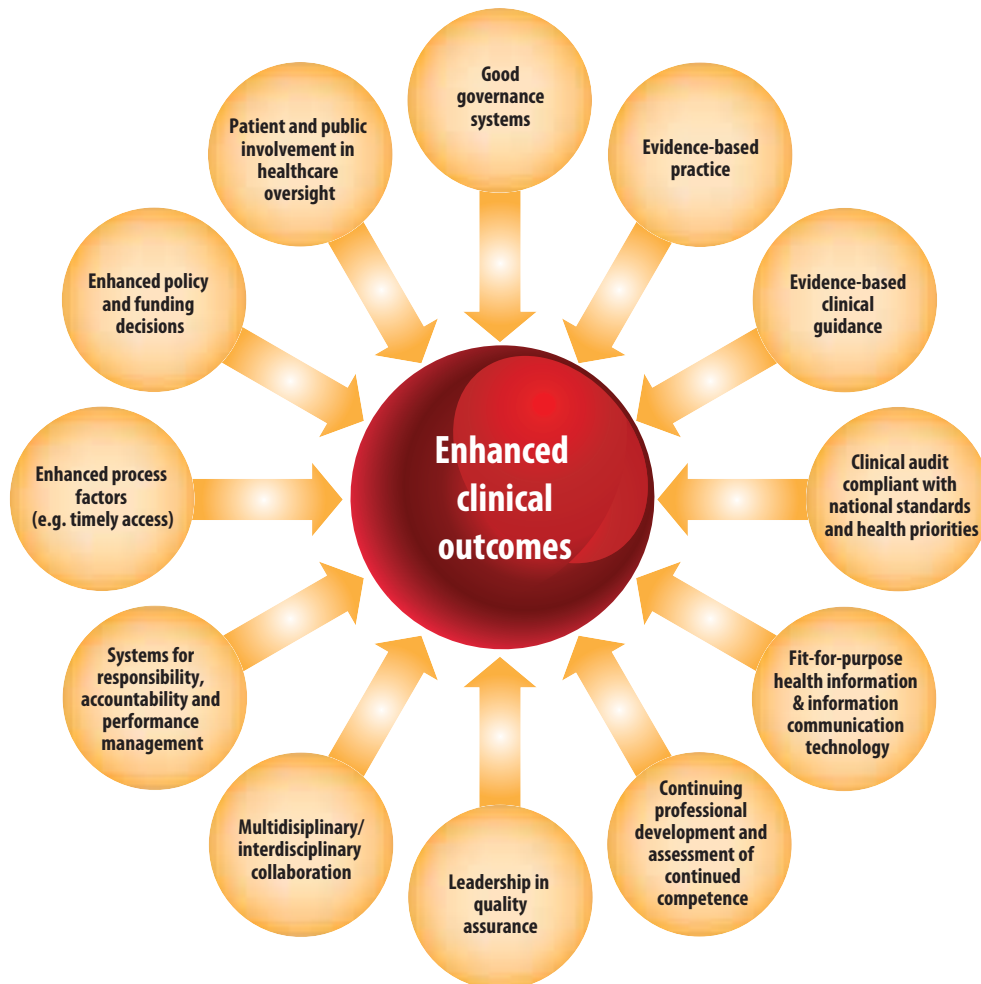 Good
governance
systems
Evidence-based
practice
Evidence-based
clinical
guidance
Clinical audit
compliant with
national standards
and health priorities
Fit-for-purpose
health information
& information
communication
technology
Continuing
professional
development and
assessment of
continued
competence
Leadership in
quality
assurance
Multidisiplinary/
interdisciplinary
collaboration
Systems for
responsibility,
accountability and
performance
management
Enhanced process
factors
(e.g. timely access)
Enhanced policy
and funding
decisions
Patient and public
involvement in
healthcare
oversight
Enhanced
clinical
outcomes